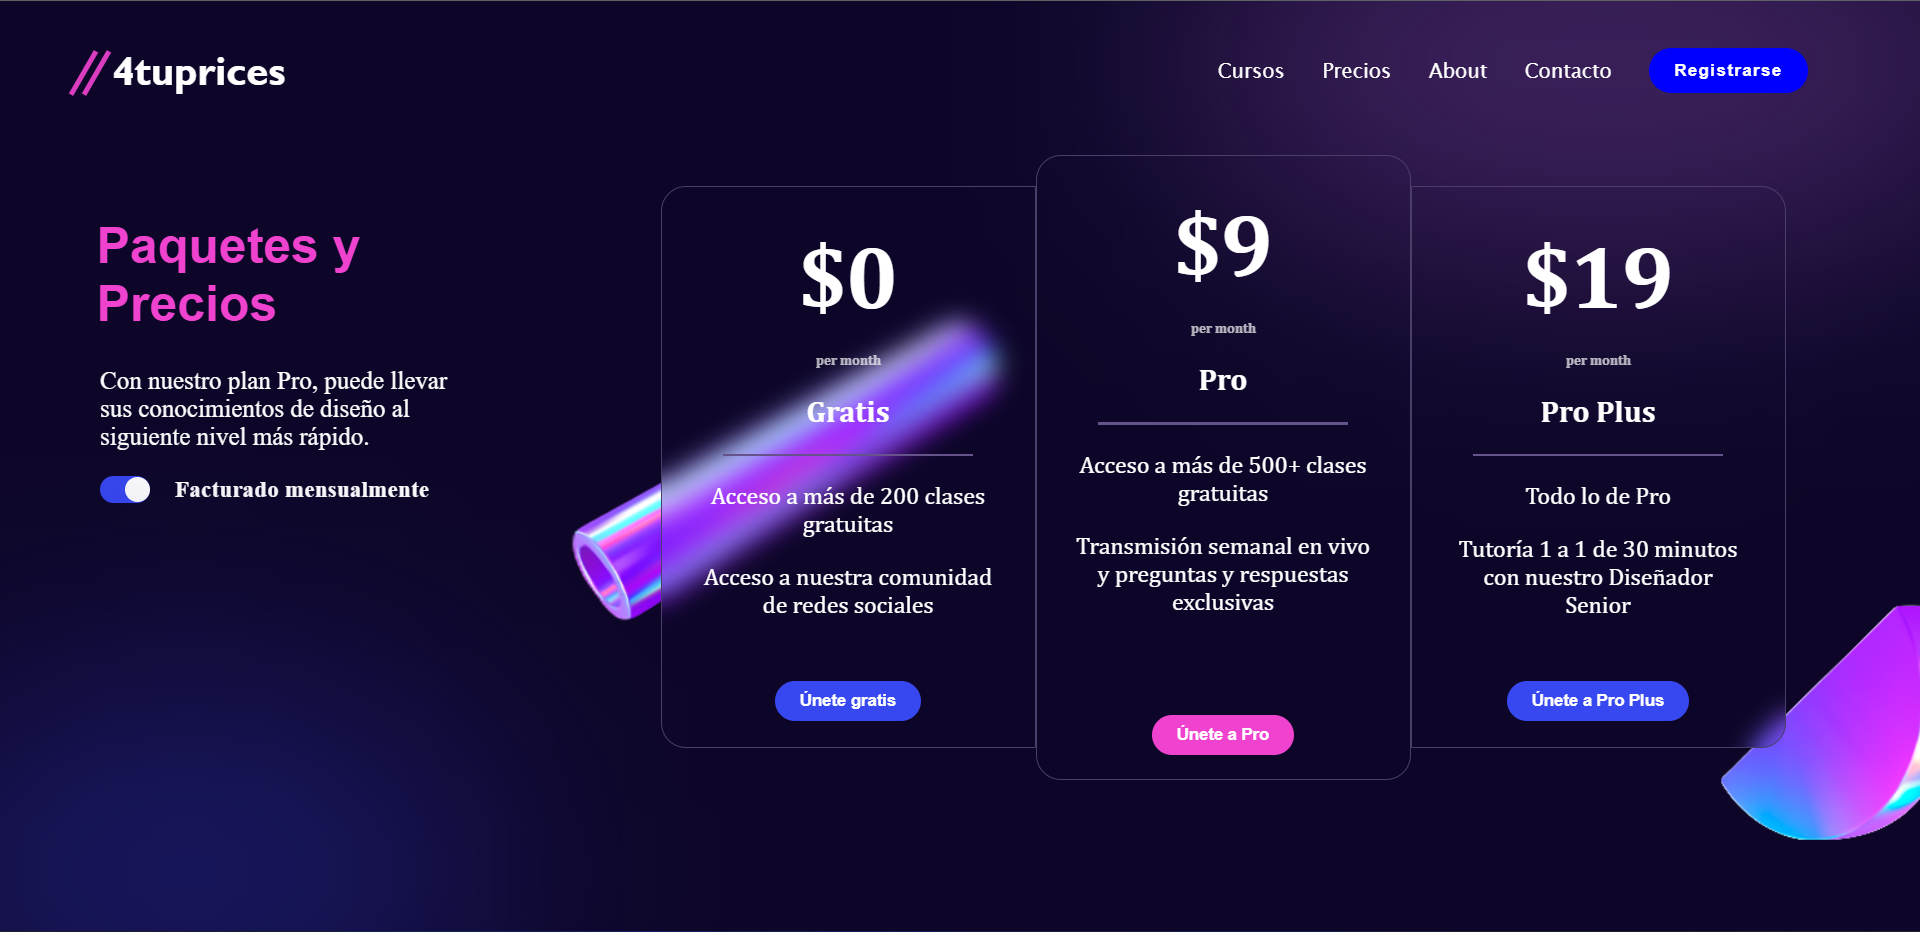 4tuprices
Cursos
Precios
About
Contacto
Registrarse
Paquetes y
Precios
Con nuestro plan Pro, puede llevar
sus conocimientos de diseño al
siguiente nivel más rápido.
Facturado mensualmente
$0
per month
Gratis
Acceso a más de 200 clases
gratuitas
Acceso a nuestra comunidad
de redes sociales
Únete gratis
$9
per month
Pro
Acceso a más de 500+ clases
gratuitas
Transmisión semanal en vivo
y preguntas y respuestas
exclusivas
Únete a Pro
$19
per month
Pro Plus
Todo lo de Pro
Tutoría 1 a 1 de 30 minutos
con nuestro Diseñador
Senior
Únete a Pro Plus